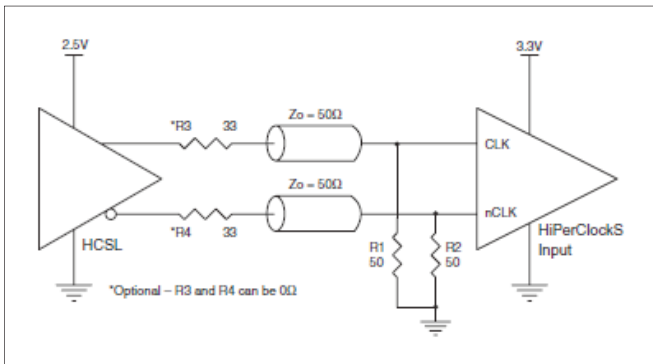 2.5V
3.3V
*R3 33
Zo = 50Ω
CLK
Zo = 50Ω
*R4 33
nCLK
HCSL
R1
50
R2
50
HiPerClockS
Input
*Optional – R3 and R4 can be 0Ω